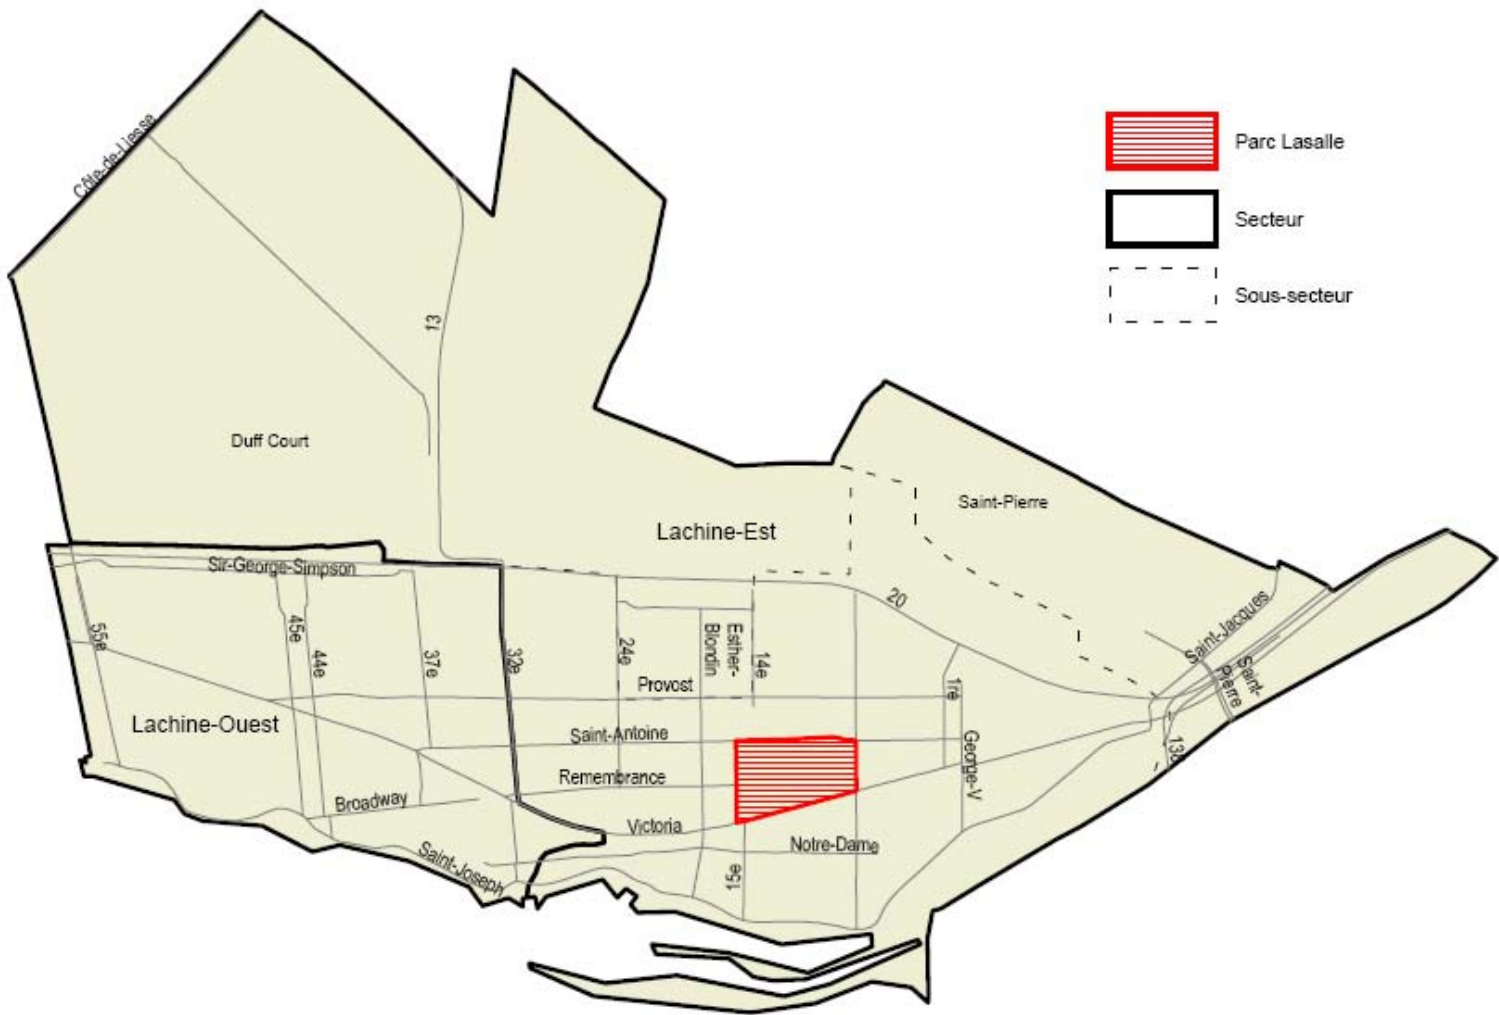 Côte-de-Liesse
Parc Lasalle
Secteur
Sous-secteur
13
Duff Court
Saint-Pierre
Lachine-Est
Sir-George-Simpson
20
Saint-Jacques
55e
45e
44e
37e
32e
24e
Esther-
Blondin
14e
Provost
1re
Saint-
Pierre
Lachine-Ouest
Saint-Antoine
George-V
138
Remembrance
Broadway
Victoria
Notre-Dame
Saint-Joseph
15e